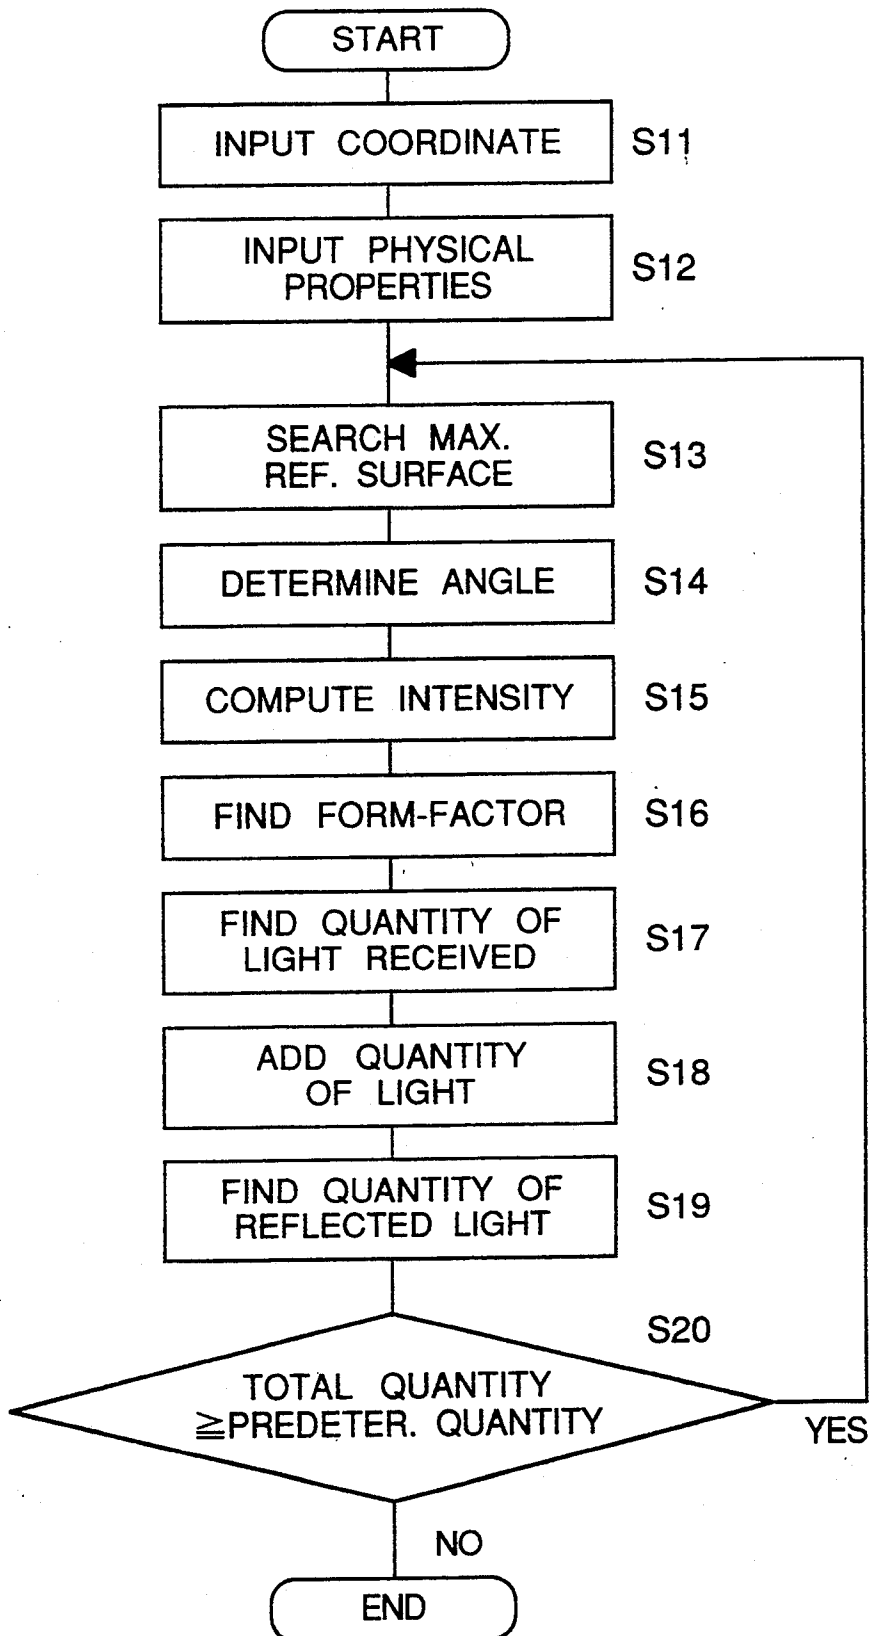 START
INPUT COORDINATE S11
INPUT PHYSICAL
PROPERTIES
S12
SEARCH MAX.
REF. SURFACE
S13
DETERMINE ANGLE S14
COMPUTE INTENSITY S15
FIND FORM-FACTOR S16
FIND QUANTITY OF
LIGHT RECEIVED
S17
ADD QUANTITY
OF LIGHT
S18
FIND QUANTITY OF
REFLECTED LIGHT
S19
S20
TOTAL QUANTITY
≧PREDETER. QUANTITY
YES
NO
END